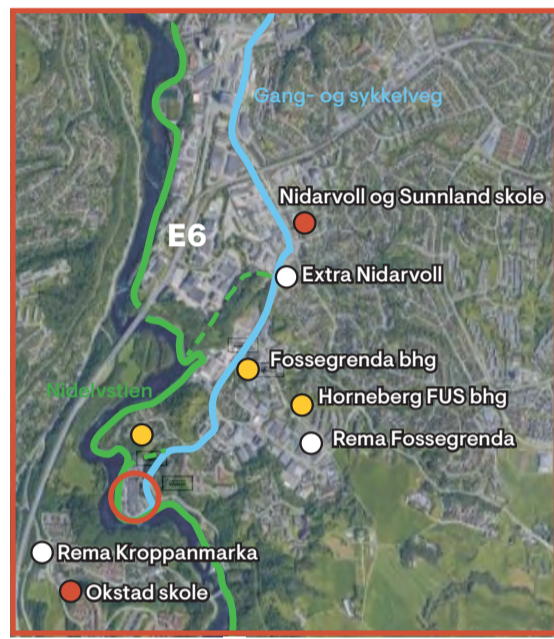 Gang- og sykkelveg
Nidarvoll og Sunnland skole
E6
Extra Nidarvoll
Fossegrenda bhg
Nidelvstien
Horneberg FUS bhg
Rema Fossegrenda
Rema Kroppanmarka
Okstad skole